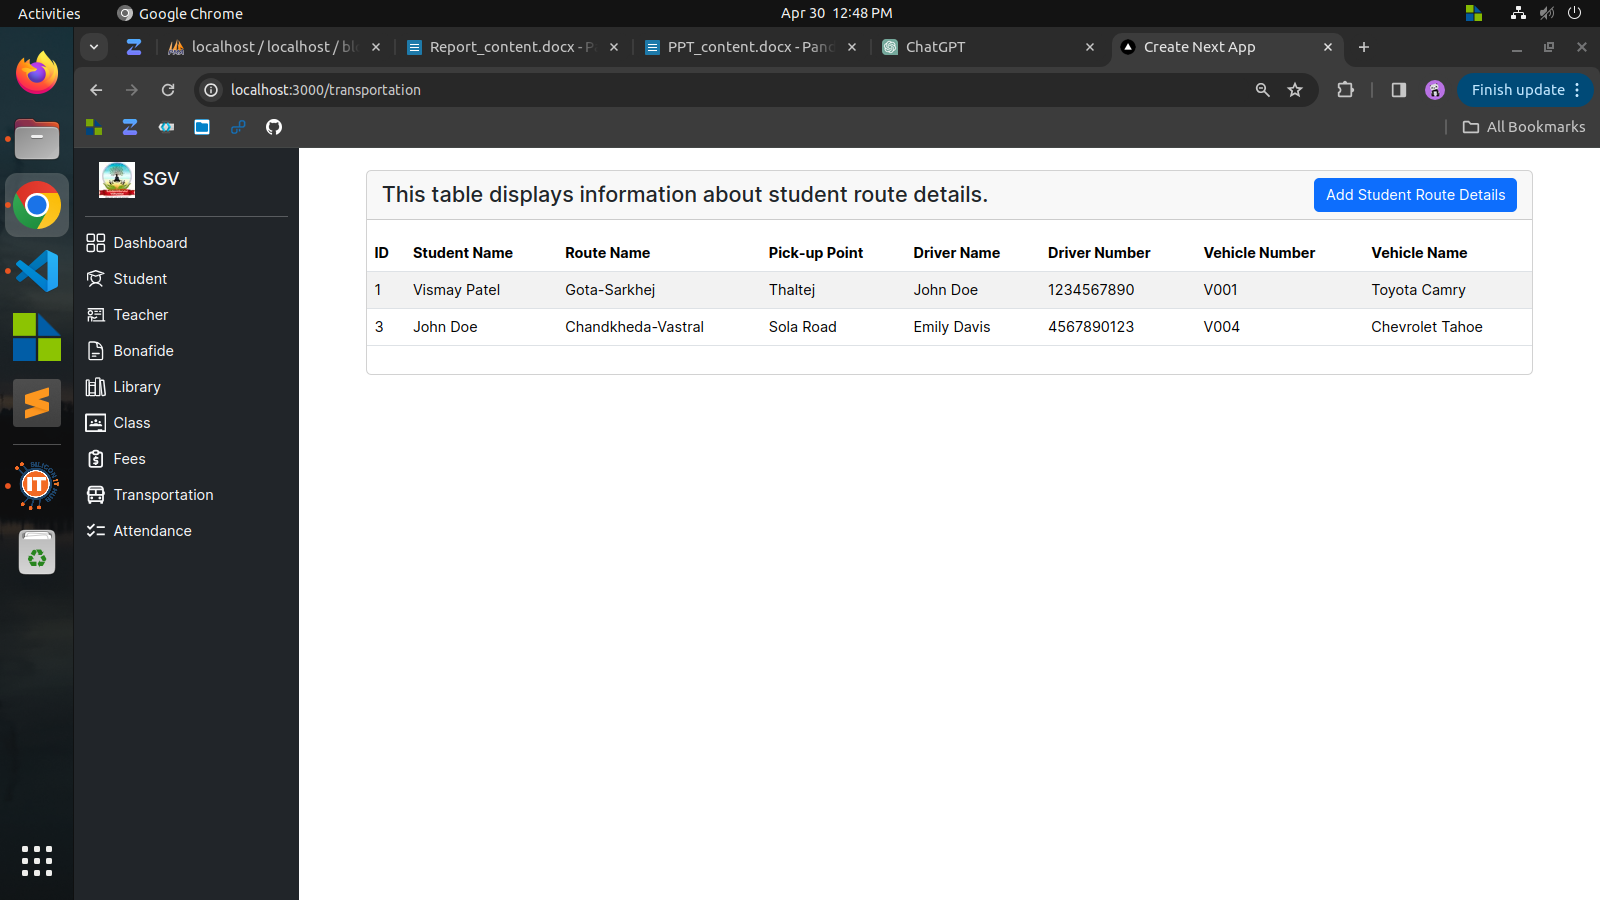 Activities Google Chrome Apr 30 12:48 PM
localhost / localhost / bl Report_content.docx - P PPT_content.docx - Pand ChatGPT Create Next App
localhost:3000/transportation Finish update
All Bookmarks
SGV
Dashboard
Student
Teacher
Bonafide
Library
Class
Fees
Transportation
Attendance
This table displays information about student route details. Add Student Route Details
ID Student Name Route Name Pick-up Point Driver Name Driver Number Vehicle Number Vehicle Name
1 Vismay Patel Gota-Sarkhej Thaltej John Doe 1234567890 V001 Toyota Camry
3 John Doe Chandkheda-Vastral Sola Road Emily Davis 4567890123 V004 Chevrolet Tahoe
IT